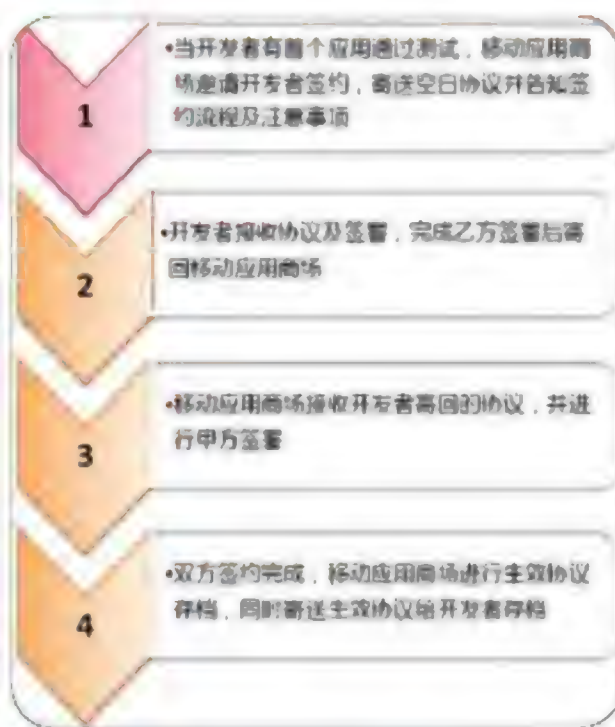 1
•当开发者有首个应用通过测试，移动应用商
场邀请开发者签约，寄送空白协议并告知签
约流程及注意事项
2
•开发者接收协议及签署，完成乙方签署后寄
回移动应用商场
3
•移动应用商场接收开发者寄回的协议，并进
行甲方签署
4
•双方签约完成，移动应用商场进行生效协议
存档，同时寄送生效协议给开发者存档